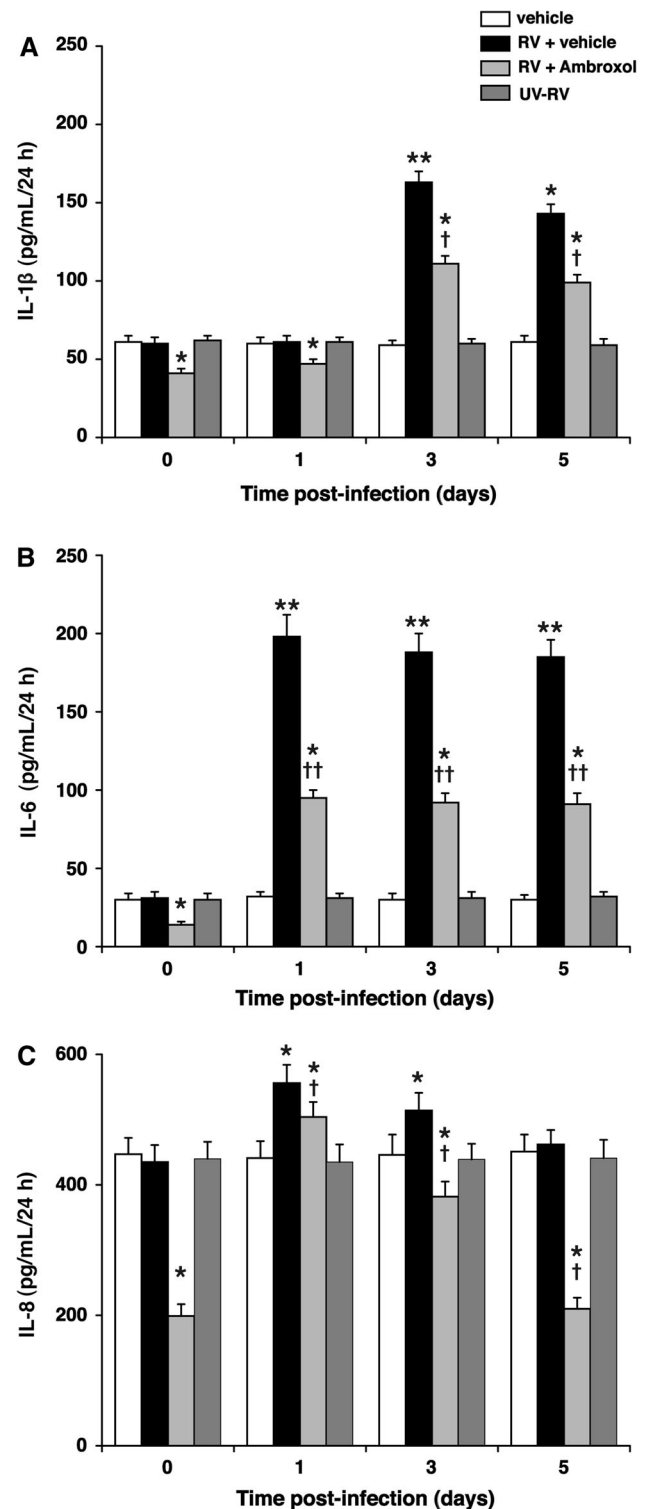 vehicle
RV + vehicle
RV + Ambroxol
UV-RV
A
IL-1β (pg/mL/24 h)
250
200
150
100
50
0
**
*
*
†
*
†
*
*
0 1 3 5
Time post-infection (days)
B
IL-6 (pg/mL/24 h)
250
200
150
100
50
0
**
**
**
*
††
*
††
*
††
*
0 1 3 5
Time post-infection (days)
C
IL-8 (pg/mL/24 h)
600
400
200
0
*
*
†
*
*
†
*
*
†
0 1 3 5
Time post-infection (days)